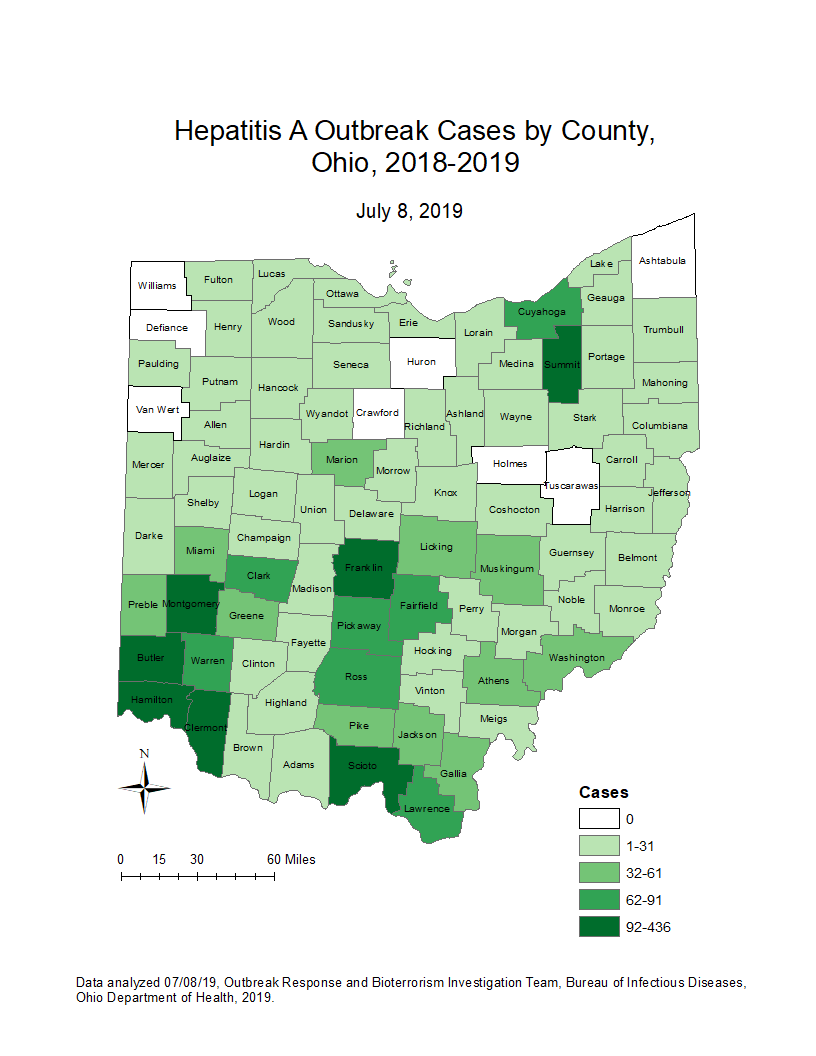 Hepatitis A Outbreak Cases by County,
Ohio, 2018-2019
July 8, 2019
Ashtabula
Lake
Lucas
Fulton
Williams
Geauga
Ottawa
Cuyahoga
Wood
Erie
Sandusky
Henry
Defiance
Trumbull
Lorain
Portage
Huron
Medina
Summit
Seneca
Paulding
Putnam
Mahoning
Hancock
Van Wert
Crawford
Wyandot
Ashland
Wayne
Stark
Richland
Allen
Columbiana
Hardin
Auglaize
Marion
Carroll
Mercer
Holmes
Morrow
Tuscarawas
Knox
Jefferson
Logan
Shelby
Union
Coshocton
Harrison
Delaware
Darke
Champaign
Licking
Miami
Guernsey
Belmont
Franklin
Muskingum
Clark
Madison
Noble
Preble
Montgomery
Fairfield
Perry
Monroe
Greene
Pickaway
Morgan
Fayette
Hocking
Butler
Warren
Washington
Clinton
Ross
Athens
Vinton
Hamilton
Highland
Meigs
Clermont
Pike
Jackson
Brown
Adams
Scioto
Gallia
Lawrence
N
0 15 30 60 Miles
Cases
0
1-31
32-61
62-91
92-436
Data analyzed 07/08/19, Outbreak Response and Bioterrorism Investigation Team, Bureau of Infectious Diseases,
Ohio Department of Health, 2019.